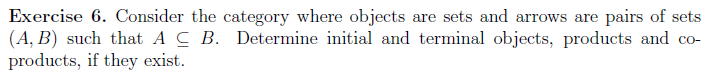 Exercise 6. Consider the category where objects are sets and arrows are pairs of sets
(A, B) such that A ⊆ B. Determine initial and terminal objects, products and co-
products, if they exist.